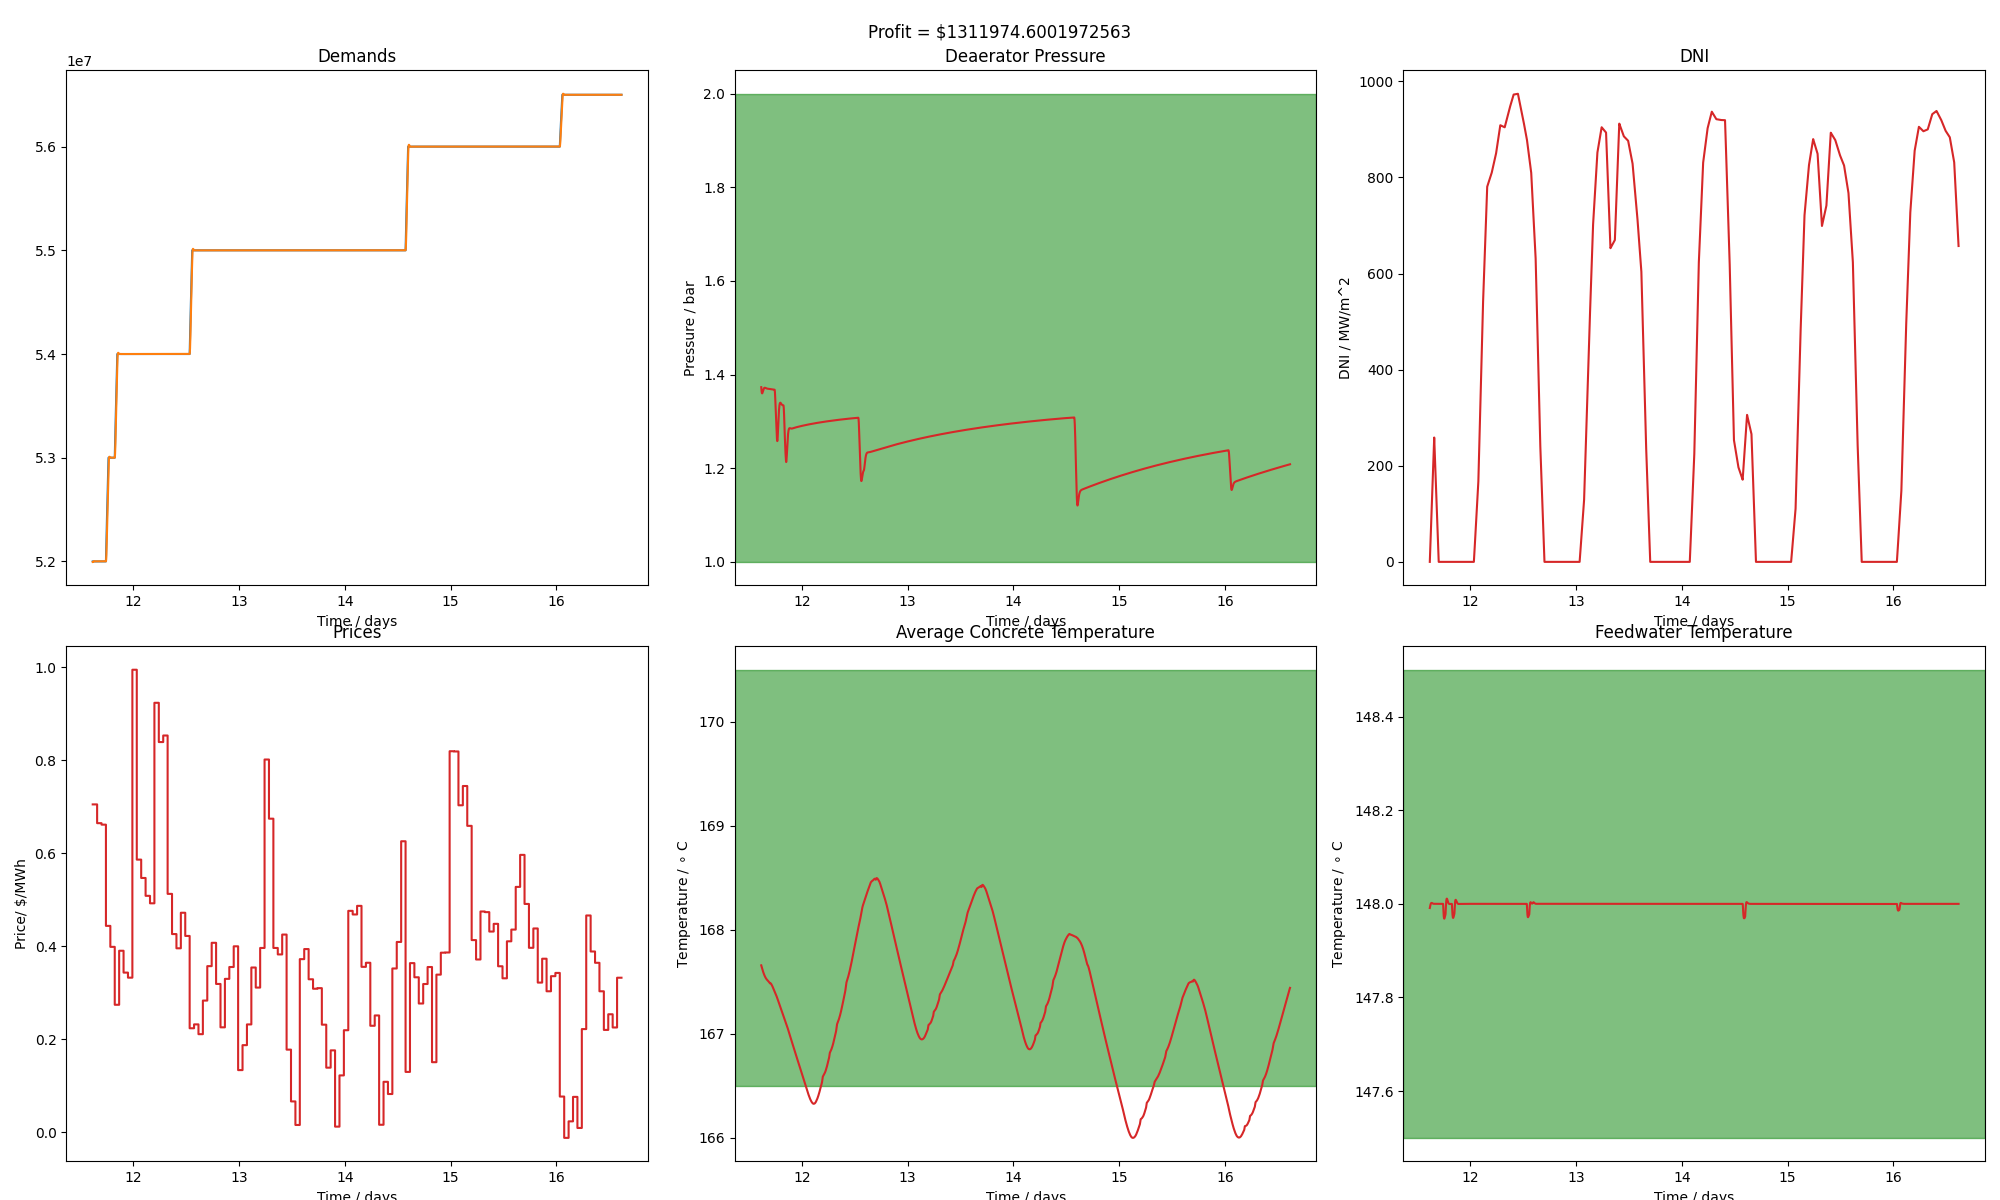 Profit = $1311974.6001972563
Demands
1e7
5.6
5.5
5.4
5.3
5.2
12 13 14 15 16
Time / days
Deaerator Pressure
Pressure / bar
2.0
1.8
1.6
1.4
1.2
1.0
12 13 14 15 16
Time / days
DNI
DNI / MW/m^2
1000
800
600
400
200
0
12 13 14 15 16
Time / days
Prices
Price/ $/MWh
1.0
0.8
0.6
0.4
0.2
0.0
12 13 14 15 16
Time / days
Average Concrete Temperature
Temperature / ∘ C
170
169
168
167
166
12 13 14 15 16
Time / days
Feedwater Temperature
Temperature / ∘ C
148.4
148.2
148.0
147.8
147.6
12 13 14 15 16
Time / days